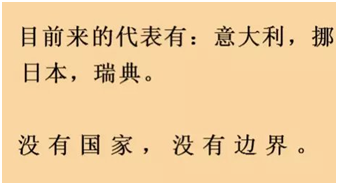 目前来的代表有：意大利，挪
日本，瑞典。
没有国家，没有边界。